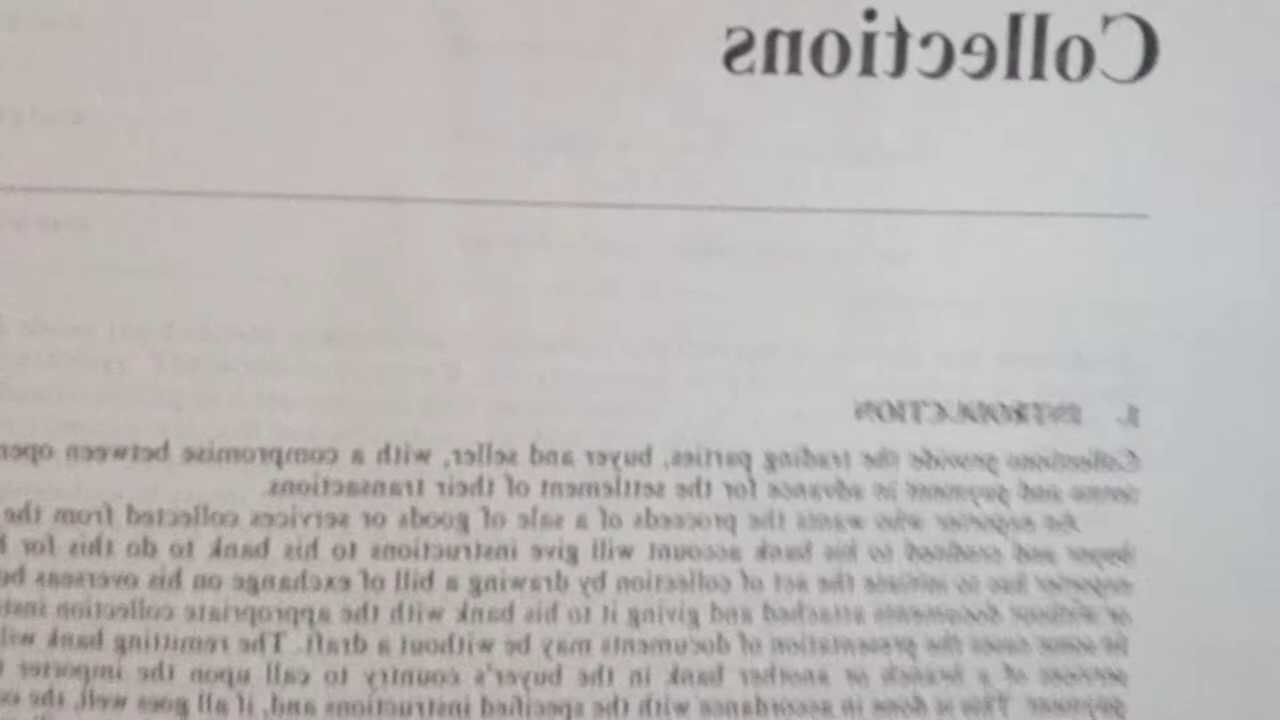 Collections
1. INTRODUCTION
Collections provide the trading parties, buyer and seller, with a compromise between open
terms and payment in advance for the settlement of their transactions.
An exporter who wants the proceeds of a sale of goods or services collected from the
buyer and credited to his bank account will give instructions to his bank to do this for
exporter has to initiate the act of collection by drawing a bill of exchange on his overseas
or without documents attached and giving it to his bank with the appropriate collection
In some cases the presentation of documents may be without a draft. The remitting bank
services of a branch or another bank in the buyer's country to call upon the importer
payment. This is done in accordance with the specified instructions and, if all goes well, the